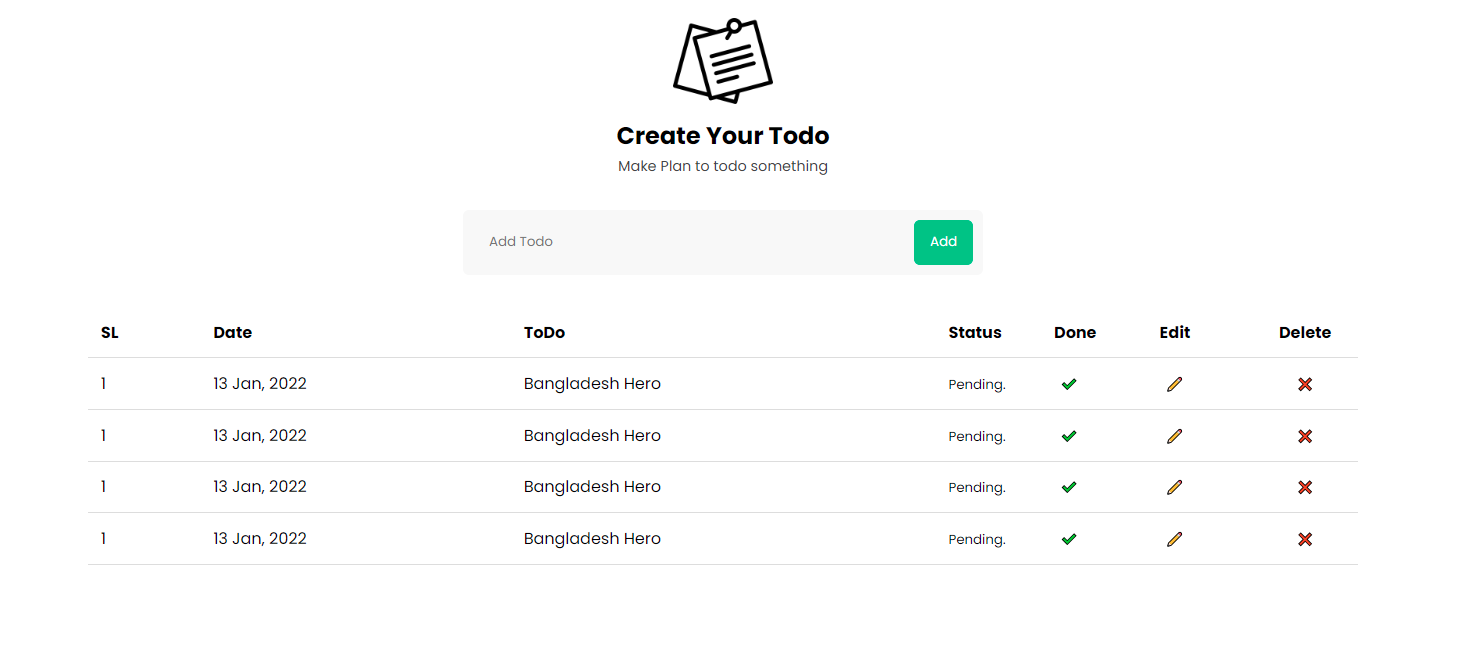 Create Your Todo
Make Plan to todo something
Add Todo Add
SL Date ToDo Status Done Edit Delete
1 13 Jan, 2022 Bangladesh Hero Pending.
1 13 Jan, 2022 Bangladesh Hero Pending.
1 13 Jan, 2022 Bangladesh Hero Pending.
1 13 Jan, 2022 Bangladesh Hero Pending.